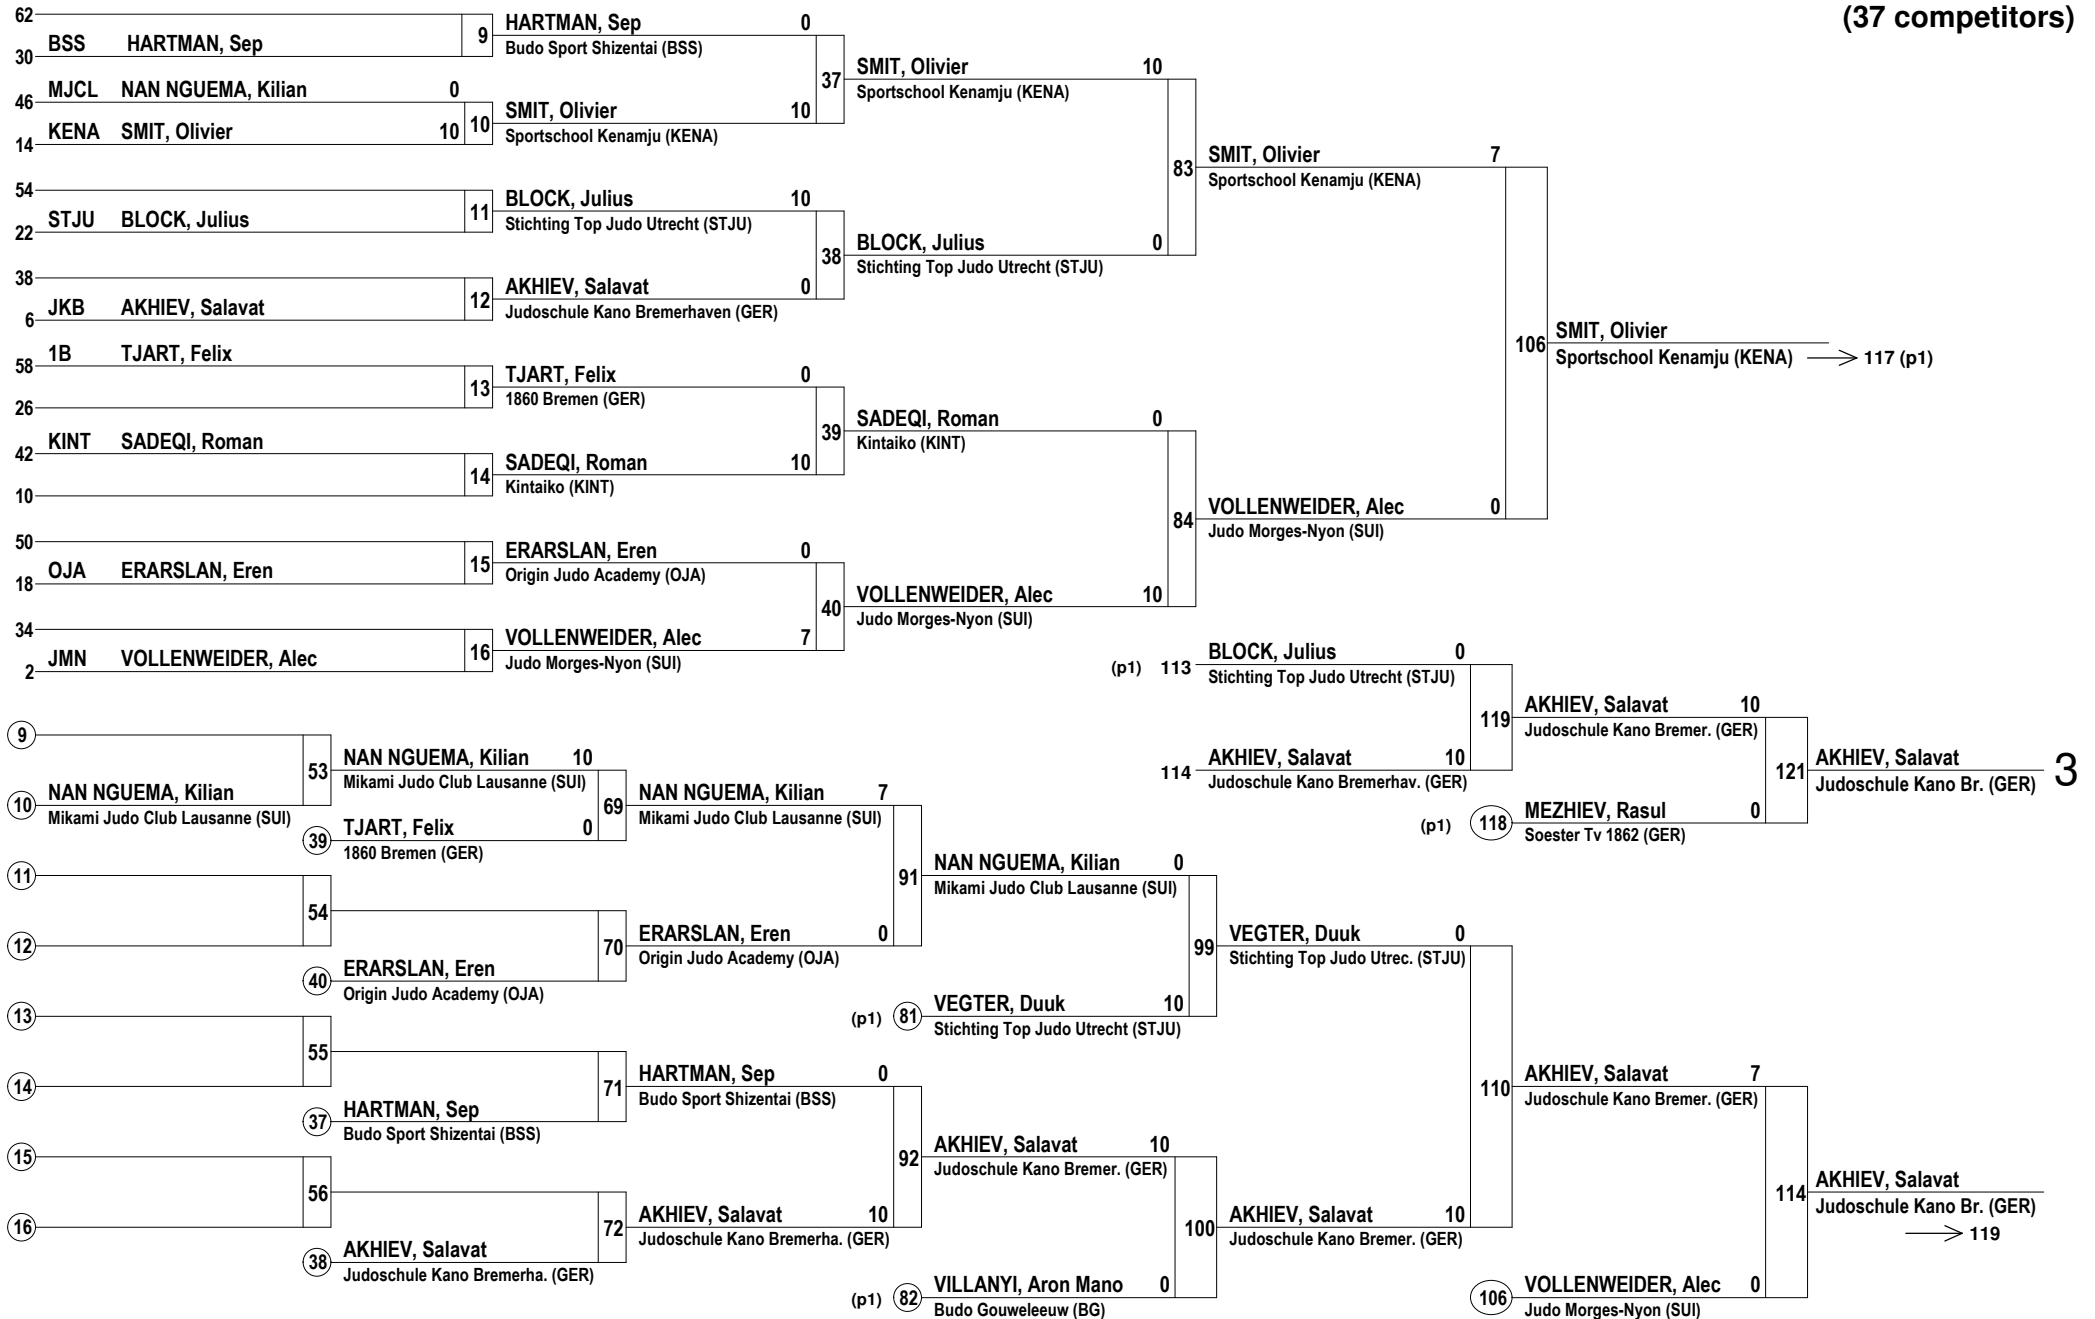 (37 competitors)
62
BSS HARTMAN, Sep
30
9
HARTMAN, Sep 0
Budo Sport Shizentai (BSS)
MJCL NAN NGUEMA, Kilian 0
46
KENA SMIT, Olivier 10
14
10
SMIT, Olivier 10
Sportschool Kenamju (KENA)
37
SMIT, Olivier 10
Sportschool Kenamju (KENA)
54
STJU BLOCK, Julius
22
11
BLOCK, Julius 10
Stichting Top Judo Utrecht (STJU)
38
JKB AKHIEV, Salavat
6
12
AKHIEV, Salavat 0
Judoschule Kano Bremerhaven (GER)
38
BLOCK, Julius 0
Stichting Top Judo Utrecht (STJU)
83
SMIT, Olivier 7
Sportschool Kenamju (KENA)
1B TJART, Felix
58
26
13
TJART, Felix 0
1860 Bremen (GER)
KINT SADEQI, Roman
42
10
14
SADEQI, Roman 10
Kintaiko (KINT)
39
SADEQI, Roman 0
Kintaiko (KINT)
50
OJA ERARSLAN, Eren
18
15
ERARSLAN, Eren 0
Origin Judo Academy (OJA)
34
JMN VOLLENWEIDER, Alec
2
16
VOLLENWEIDER, Alec 7
Judo Morges-Nyon (SUI)
40
VOLLENWEIDER, Alec 10
Judo Morges-Nyon (SUI)
84
VOLLENWEIDER, Alec 0
Judo Morges-Nyon (SUI)
106
SMIT, Olivier
Sportschool Kenamju (KENA) → 117 (p1)
(p1) 113
BLOCK, Julius 0
Stichting Top Judo Utrecht (STJU)
114
AKHIEV, Salavat 10
Judoschule Kano Bremerhav. (GER)
119
AKHIEV, Salavat 10
Judoschule Kano Bremer. (GER)
(p1) 118
MEZHIEV, Rasul 0
Soester Tv 1862 (GER)
121
AKHIEV, Salavat
Judoschule Kano Br. (GER)
3
9
10
NAN NGUEMA, Kilian
Mikami Judo Club Lausanne (SUI)
53
NAN NGUEMA, Kilian 10
Mikami Judo Club Lausanne (SUI)
39
TJART, Felix 0
1860 Bremen (GER)
69
NAN NGUEMA, Kilian 7
Mikami Judo Club Lausanne (SUI)
11
12
54
40
ERARSLAN, Eren
Origin Judo Academy (OJA)
70
ERARSLAN, Eren 0
Origin Judo Academy (OJA)
91
NAN NGUEMA, Kilian 0
Mikami Judo Club Lausanne (SUI)
(p1) 81
VEGTER, Duuk 10
Stichting Top Judo Utrecht (STJU)
99
VEGTER, Duuk 0
Stichting Top Judo Utrec. (STJU)
13
14
55
37
HARTMAN, Sep
Budo Sport Shizentai (BSS)
71
HARTMAN, Sep 0
Budo Sport Shizentai (BSS)
15
16
56
38
AKHIEV, Salavat
Judoschule Kano Bremerha. (GER)
72
AKHIEV, Salavat 10
Judoschule Kano Bremerha. (GER)
92
AKHIEV, Salavat 10
Judoschule Kano Bremer. (GER)
(p1) 82
VILLANYI, Aron Mano 0
Budo Gouweleeuw (BG)
100
AKHIEV, Salavat 10
Judoschule Kano Bremer. (GER)
110
AKHIEV, Salavat 7
Judoschule Kano Bremer. (GER)
106
VOLLENWEIDER, Alec 0
Judo Morges-Nyon (SUI)
114
AKHIEV, Salavat
Judoschule Kano Br. (GER)
→ 119